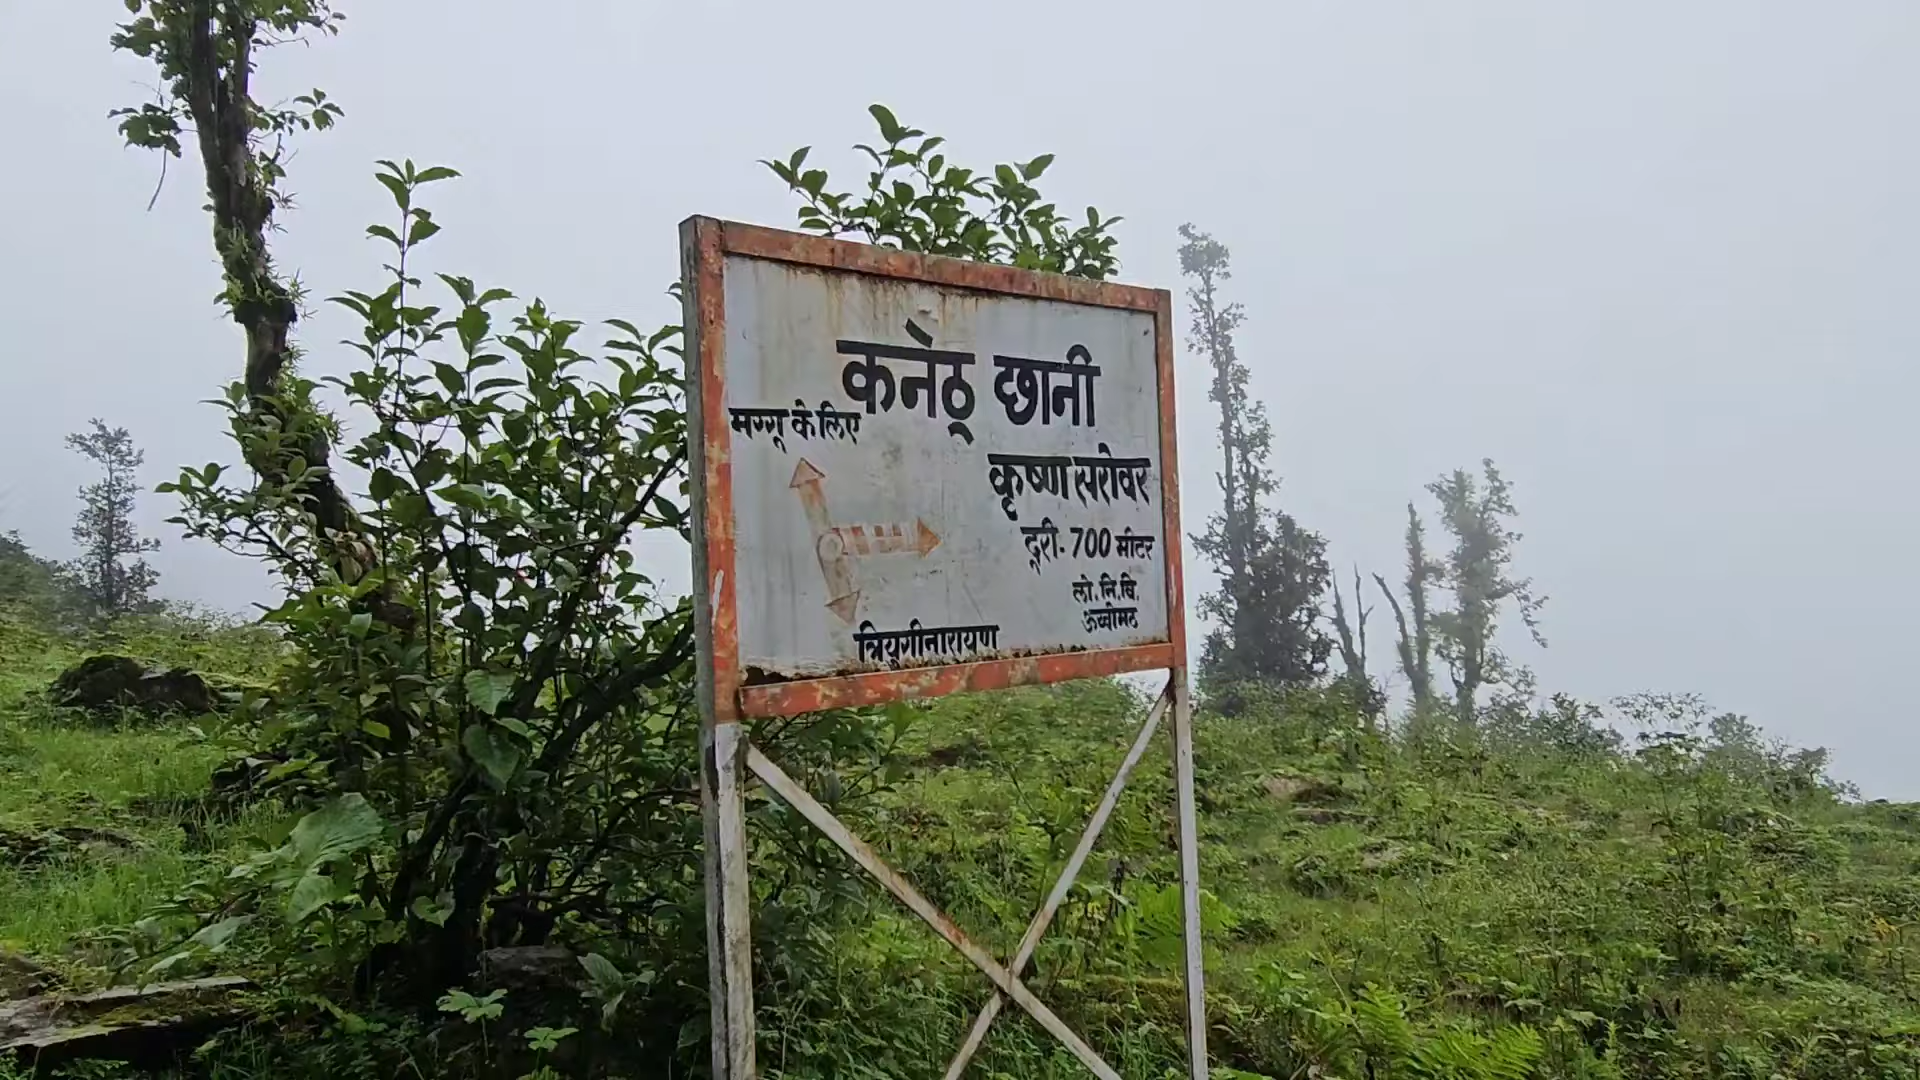 कनेठ् छानी
मग्गू के लिए
कृष्ण सरोवर
दूरी. 700 मीटर
लो. नि. वि.
ऊखीमठ
त्रियुगीनारायण